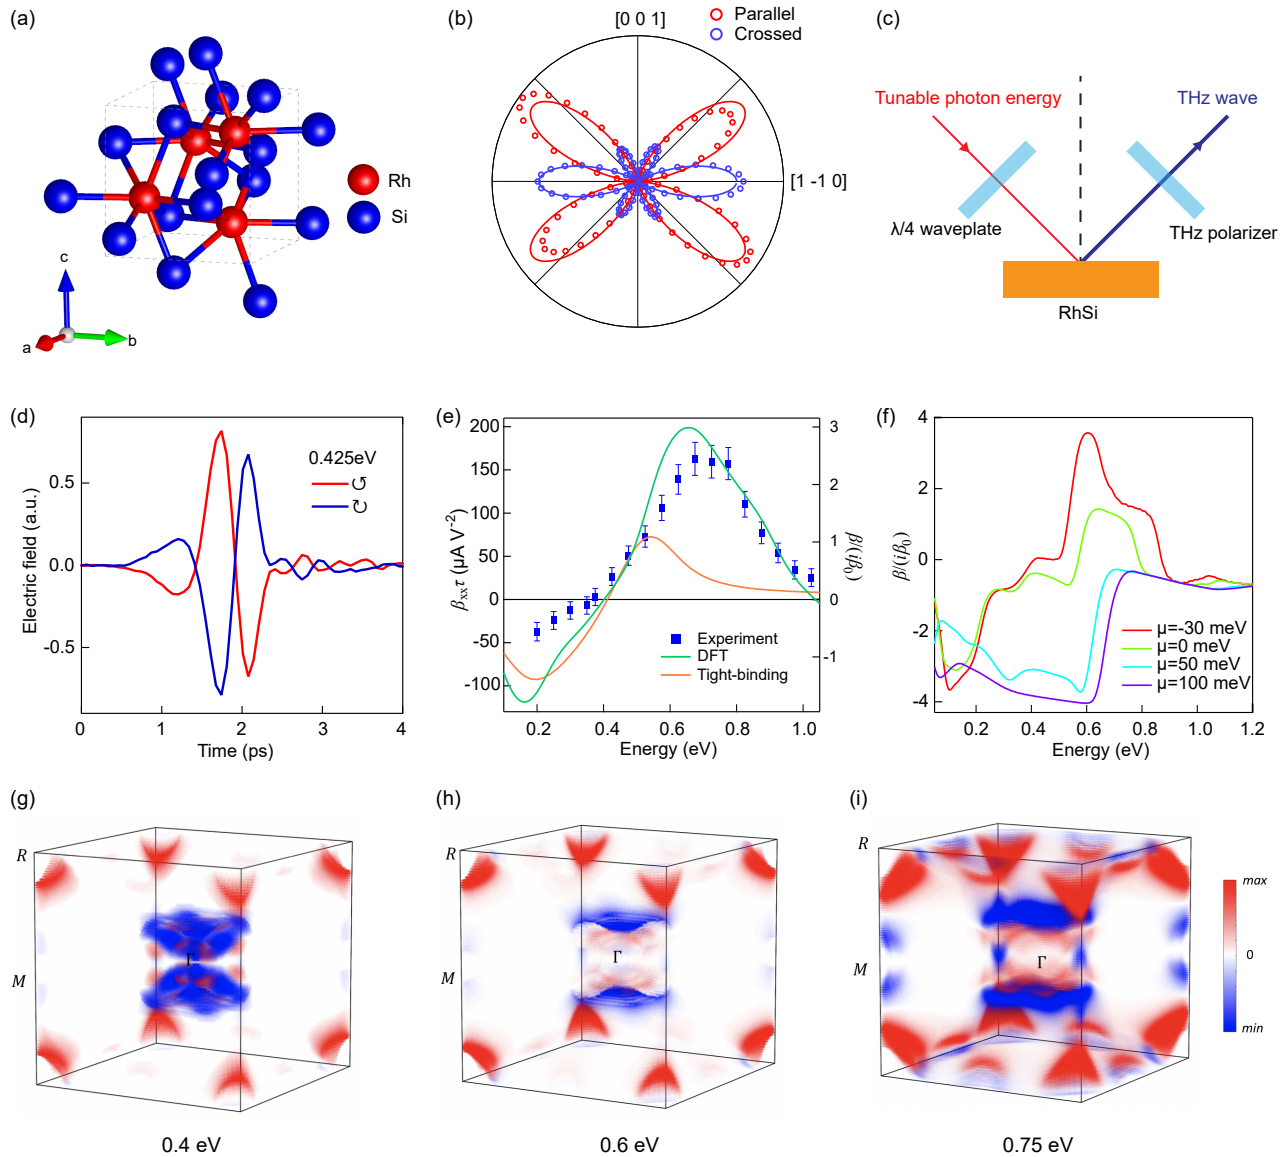 (a)
Rh
Si
c
a
b
(b)
[0 0 1]
Parallel
Crossed
[1 -1 0]
(c)
Tunable photon energy
THz wave
λ/4 waveplate
THz polarizer
RhSi
(d)
0.425eV
↺
↻
Electric field (a.u.)
0.5
0.0
-0.5
0
1
2
3
4
Time (ps)
(e)
200
150
100
50
0
-50
-100
βxx τ (μA V⁻²)
3
2
1
0
-1
β/(iβ₀)
Experiment
DFT
Tight-binding
0.2
0.4
0.6
0.8
1.0
Energy (eV)
(f)
4
2
0
-2
-4
β/(iβ₀)
μ=-30 meV
μ=0 meV
μ=50 meV
μ=100 meV
0.2
0.4
0.6
0.8
1.0
1.2
Energy (eV)
(g)
R
Γ
M
0.4 eV
(h)
R
Γ
M
0.6 eV
(i)
R
Γ
M
0.75 eV
max
0
min